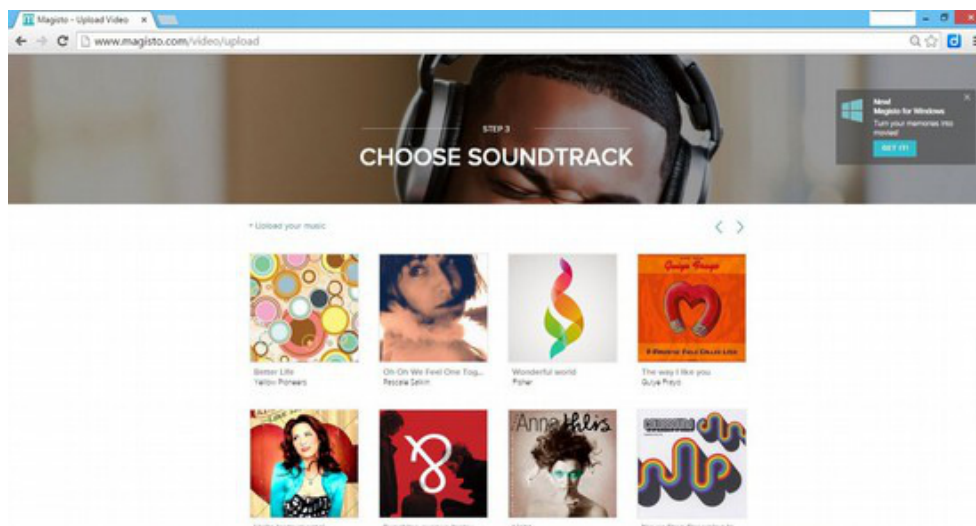 Magisto - Upload Video
www.magisto.com/video/upload
New!
Magisto for Windows
Turn your memories into
movies!
GET IT!
STEP 3
CHOOSE SOUNDTRACK
+ Upload your music
Better Life
Yellow Pioneers
Oh Oh We Feel One Tog...
Pascale Selkin
Wonderful world
Fisher
The way I like you
Guiye Freyo
Anna